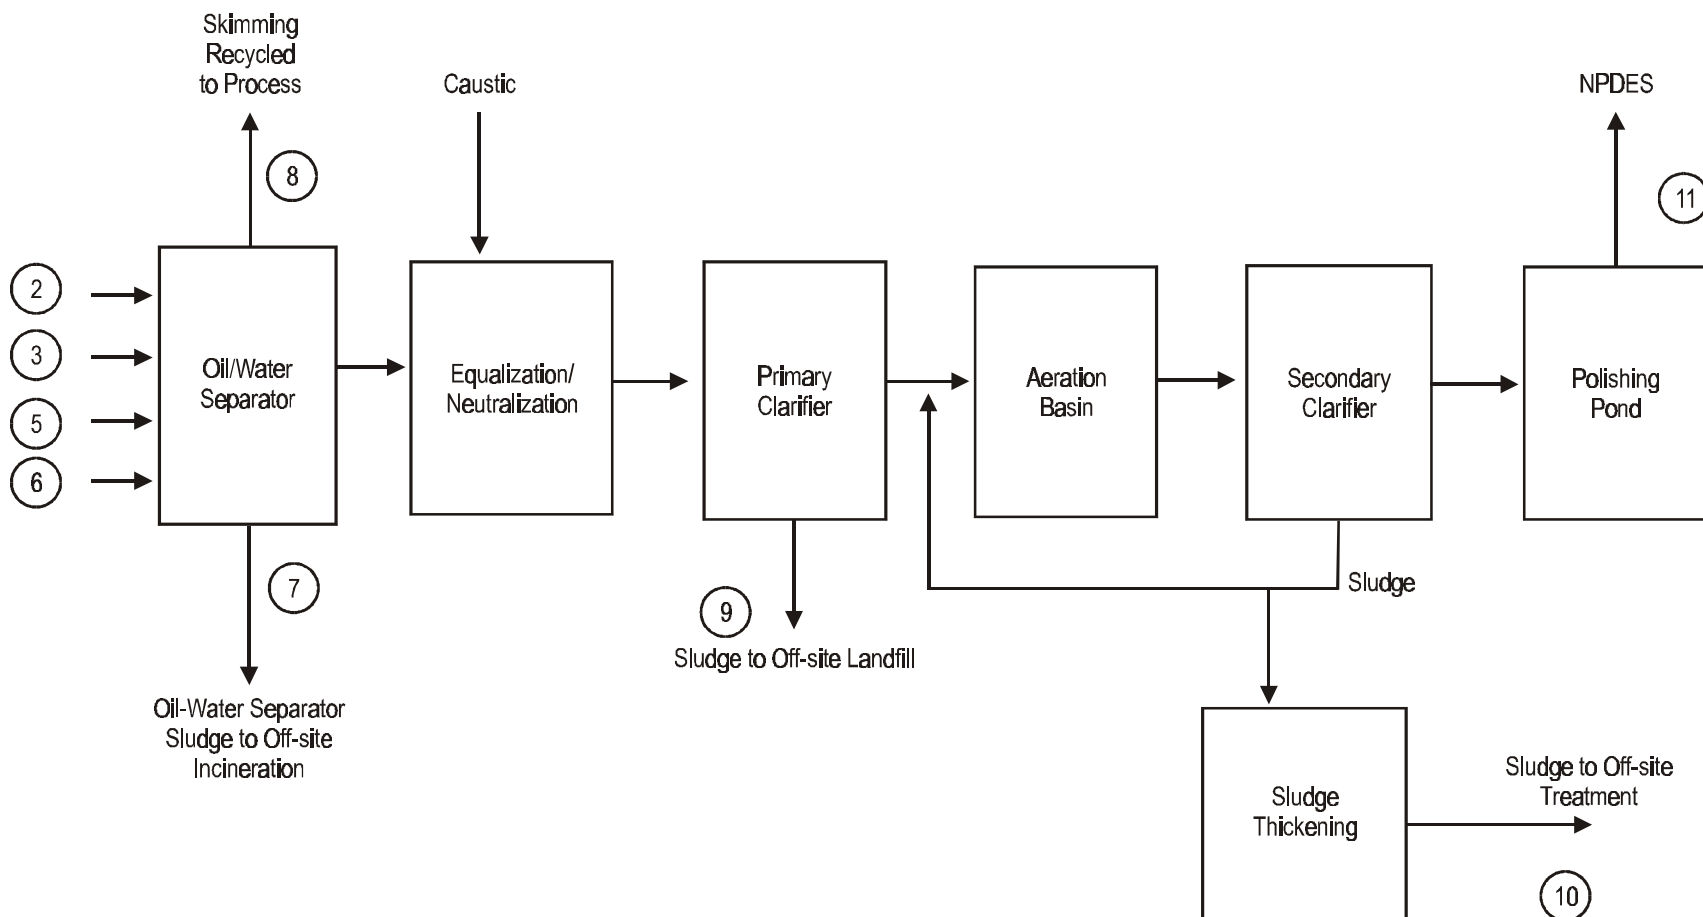 Skimming
Recycled
to Process
Caustic
NPDES
8
11
2
3
5
6
Oil/Water
Separator
Equalization/
Neutralization
Primary
Clarifier
Aeration
Basin
Secondary
Clarifier
Polishing
Pond
7
9
Sludge
Sludge to Off-site Landfill
Oil-Water Separator
Sludge to Off-site
Incineration
Sludge
Thickening
Sludge to Off-site
Treatment
10